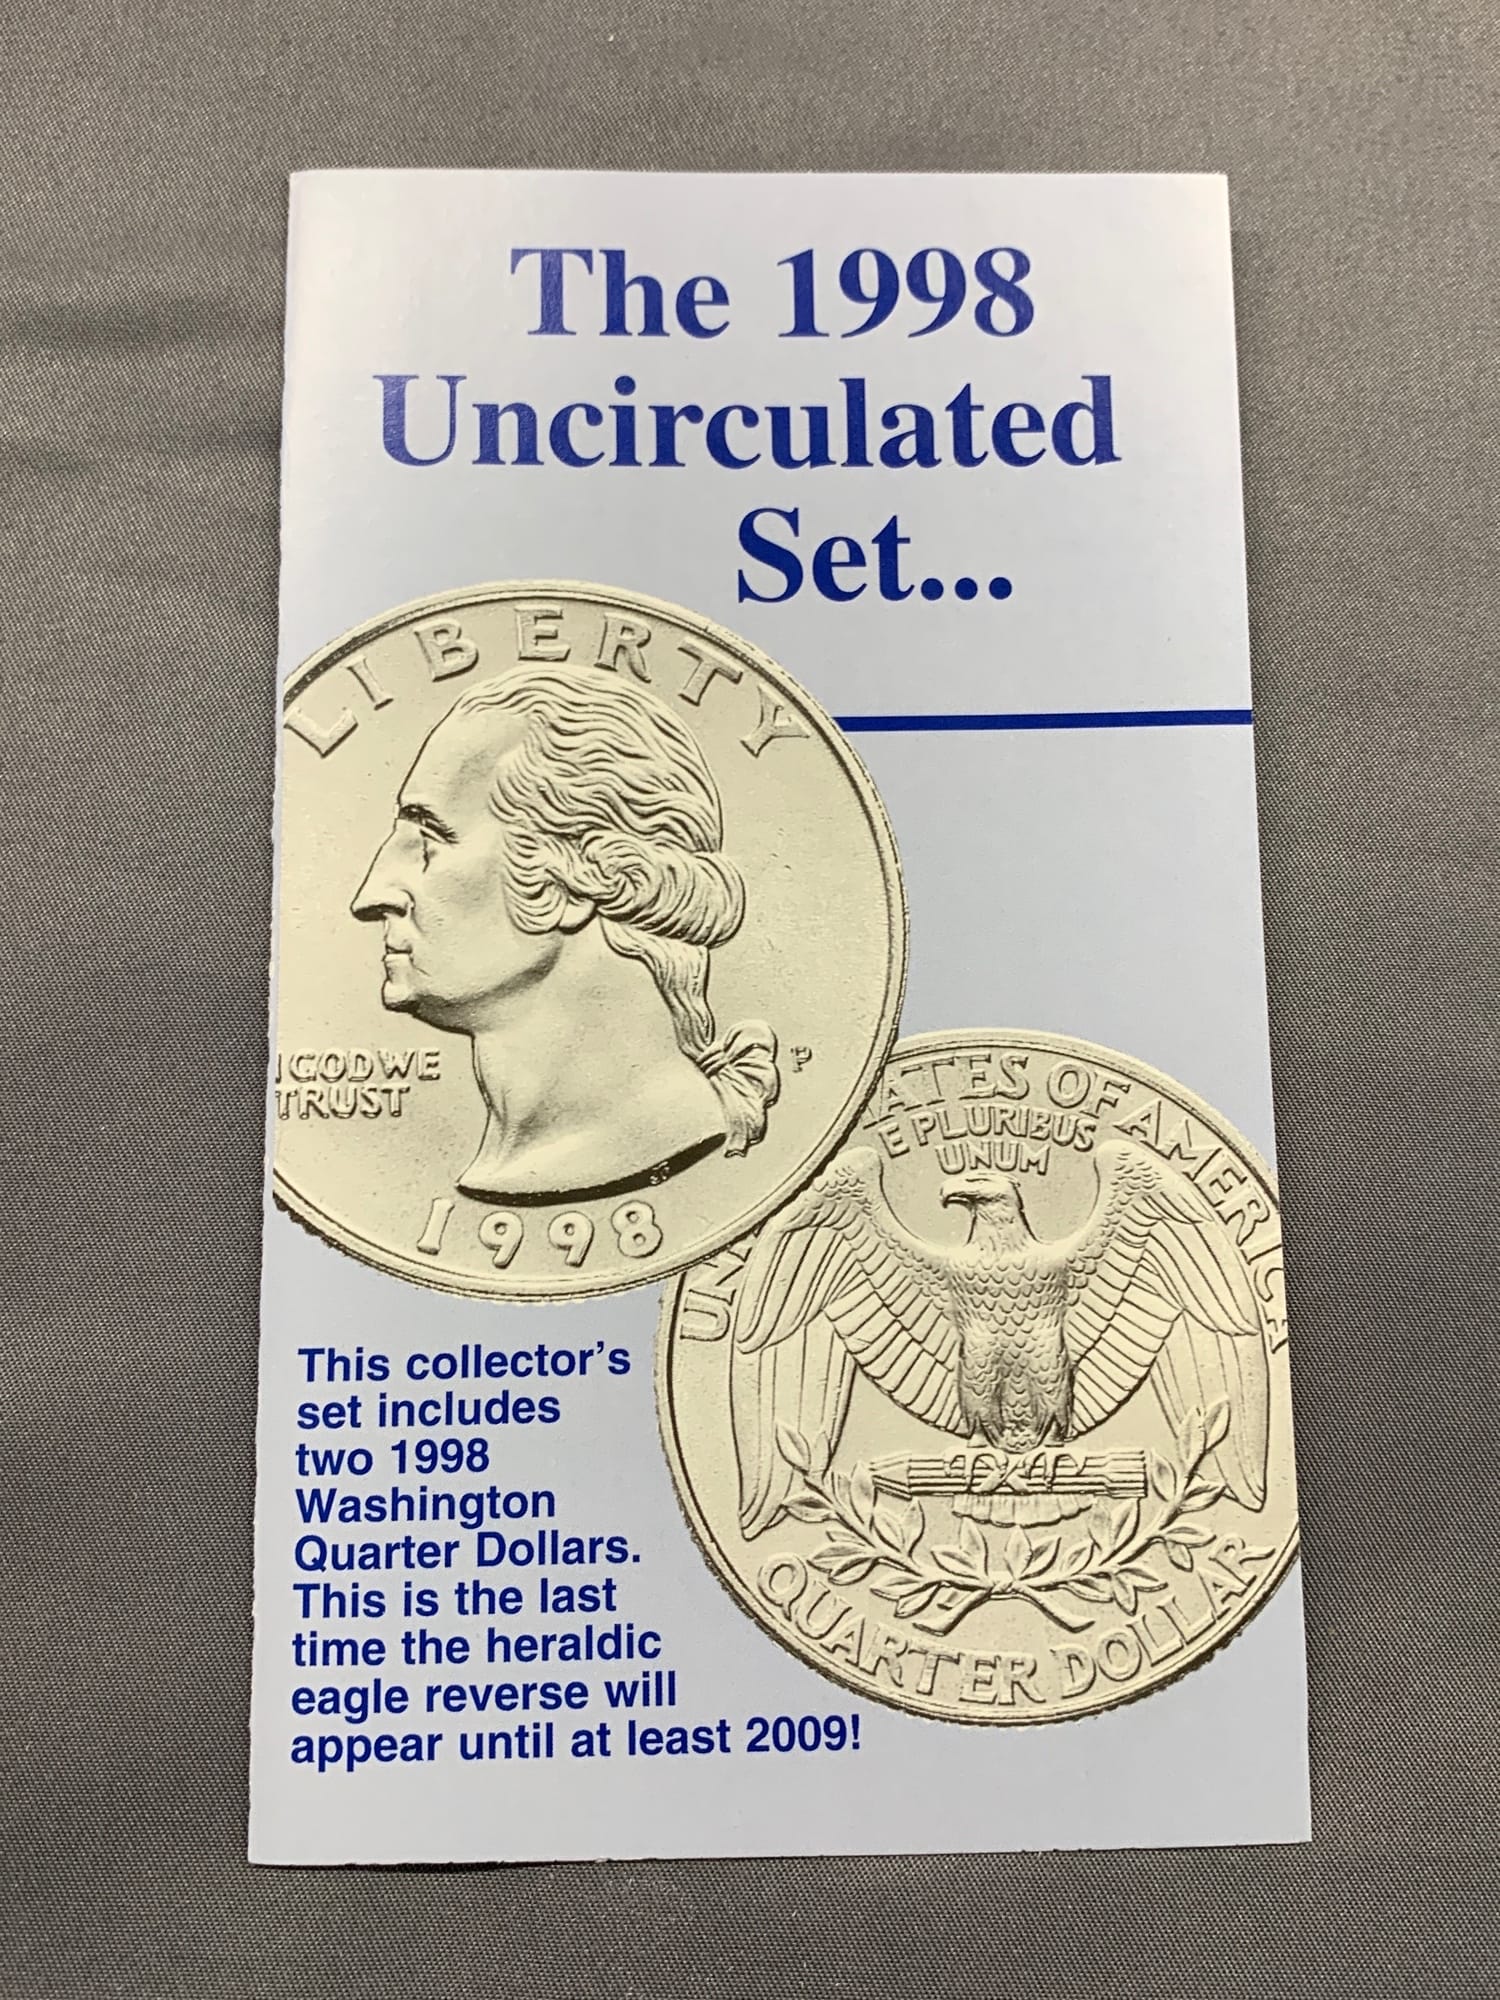 The 1998
Uncirculated
Set...
LIBERTY
GOD WE
TRUST
P
1998
UNI
ATES OF AMERICA
E PLURIBUS
UNUM
QUARTER DOLLAR
This collector's
set includes
two 1998
Washington
Quarter Dollars.
This is the last
time the heraldic
eagle reverse will
appear until at least 2009!